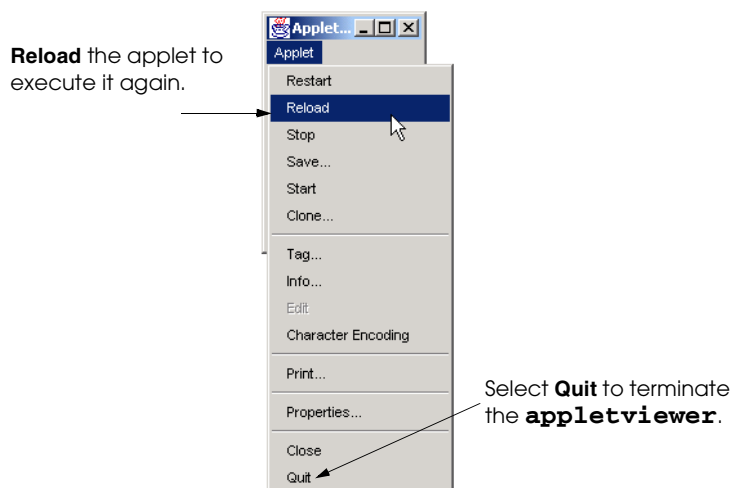 Applet...
Applet
Reload the applet to
execute it again.
Restart
Reload
Stop
Save...
Start
Clone...
Tag...
Info...
Edit
Character Encoding
Print...
Properties...
Select Quit to terminate
the appletviewer.
Close
Quit